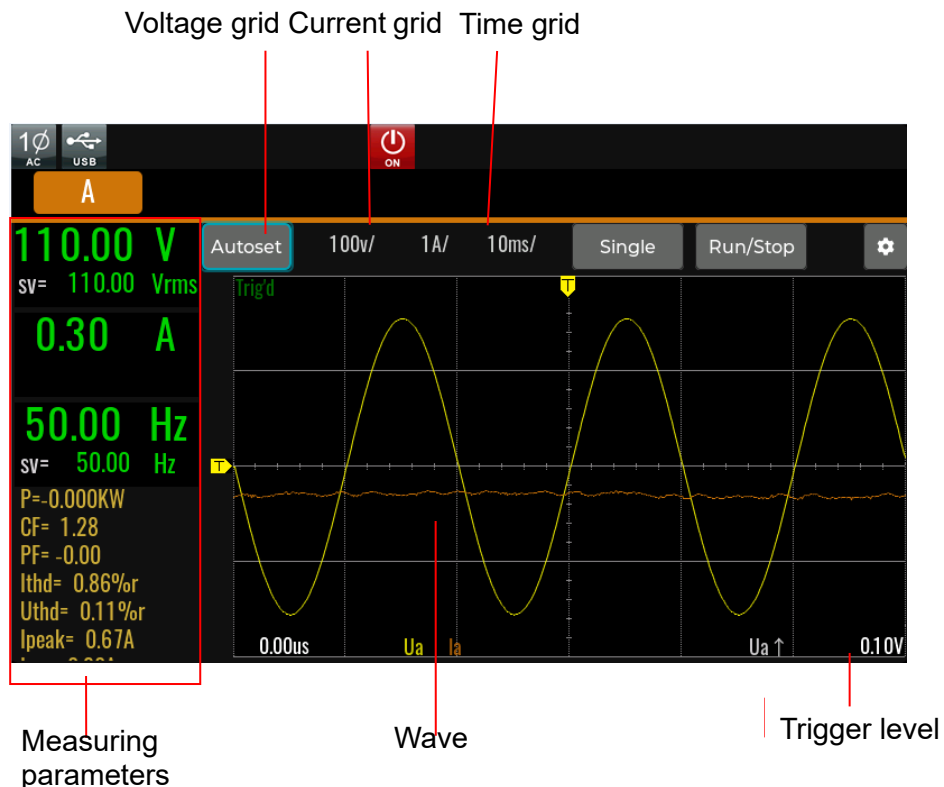 Voltage grid Current grid Time grid
1Ø
AC
USB
ON
A
110.00 V
sv= 110.00 Vrms
Autoset 100v/ 1A/ 10ms/ Single Run/Stop
Trig'd
T
0.30 A
50.00 Hz
sv= 50.00 Hz
T
P=-0.000KW
CF= 1.28
PF= -0.00
Ithd= 0.86%r
Uthd= 0.11%r
Ipeak= 0.67A
0.00us Ua Ia Ua ↑ 0.10V
Measuring
parameters
Wave
Trigger level